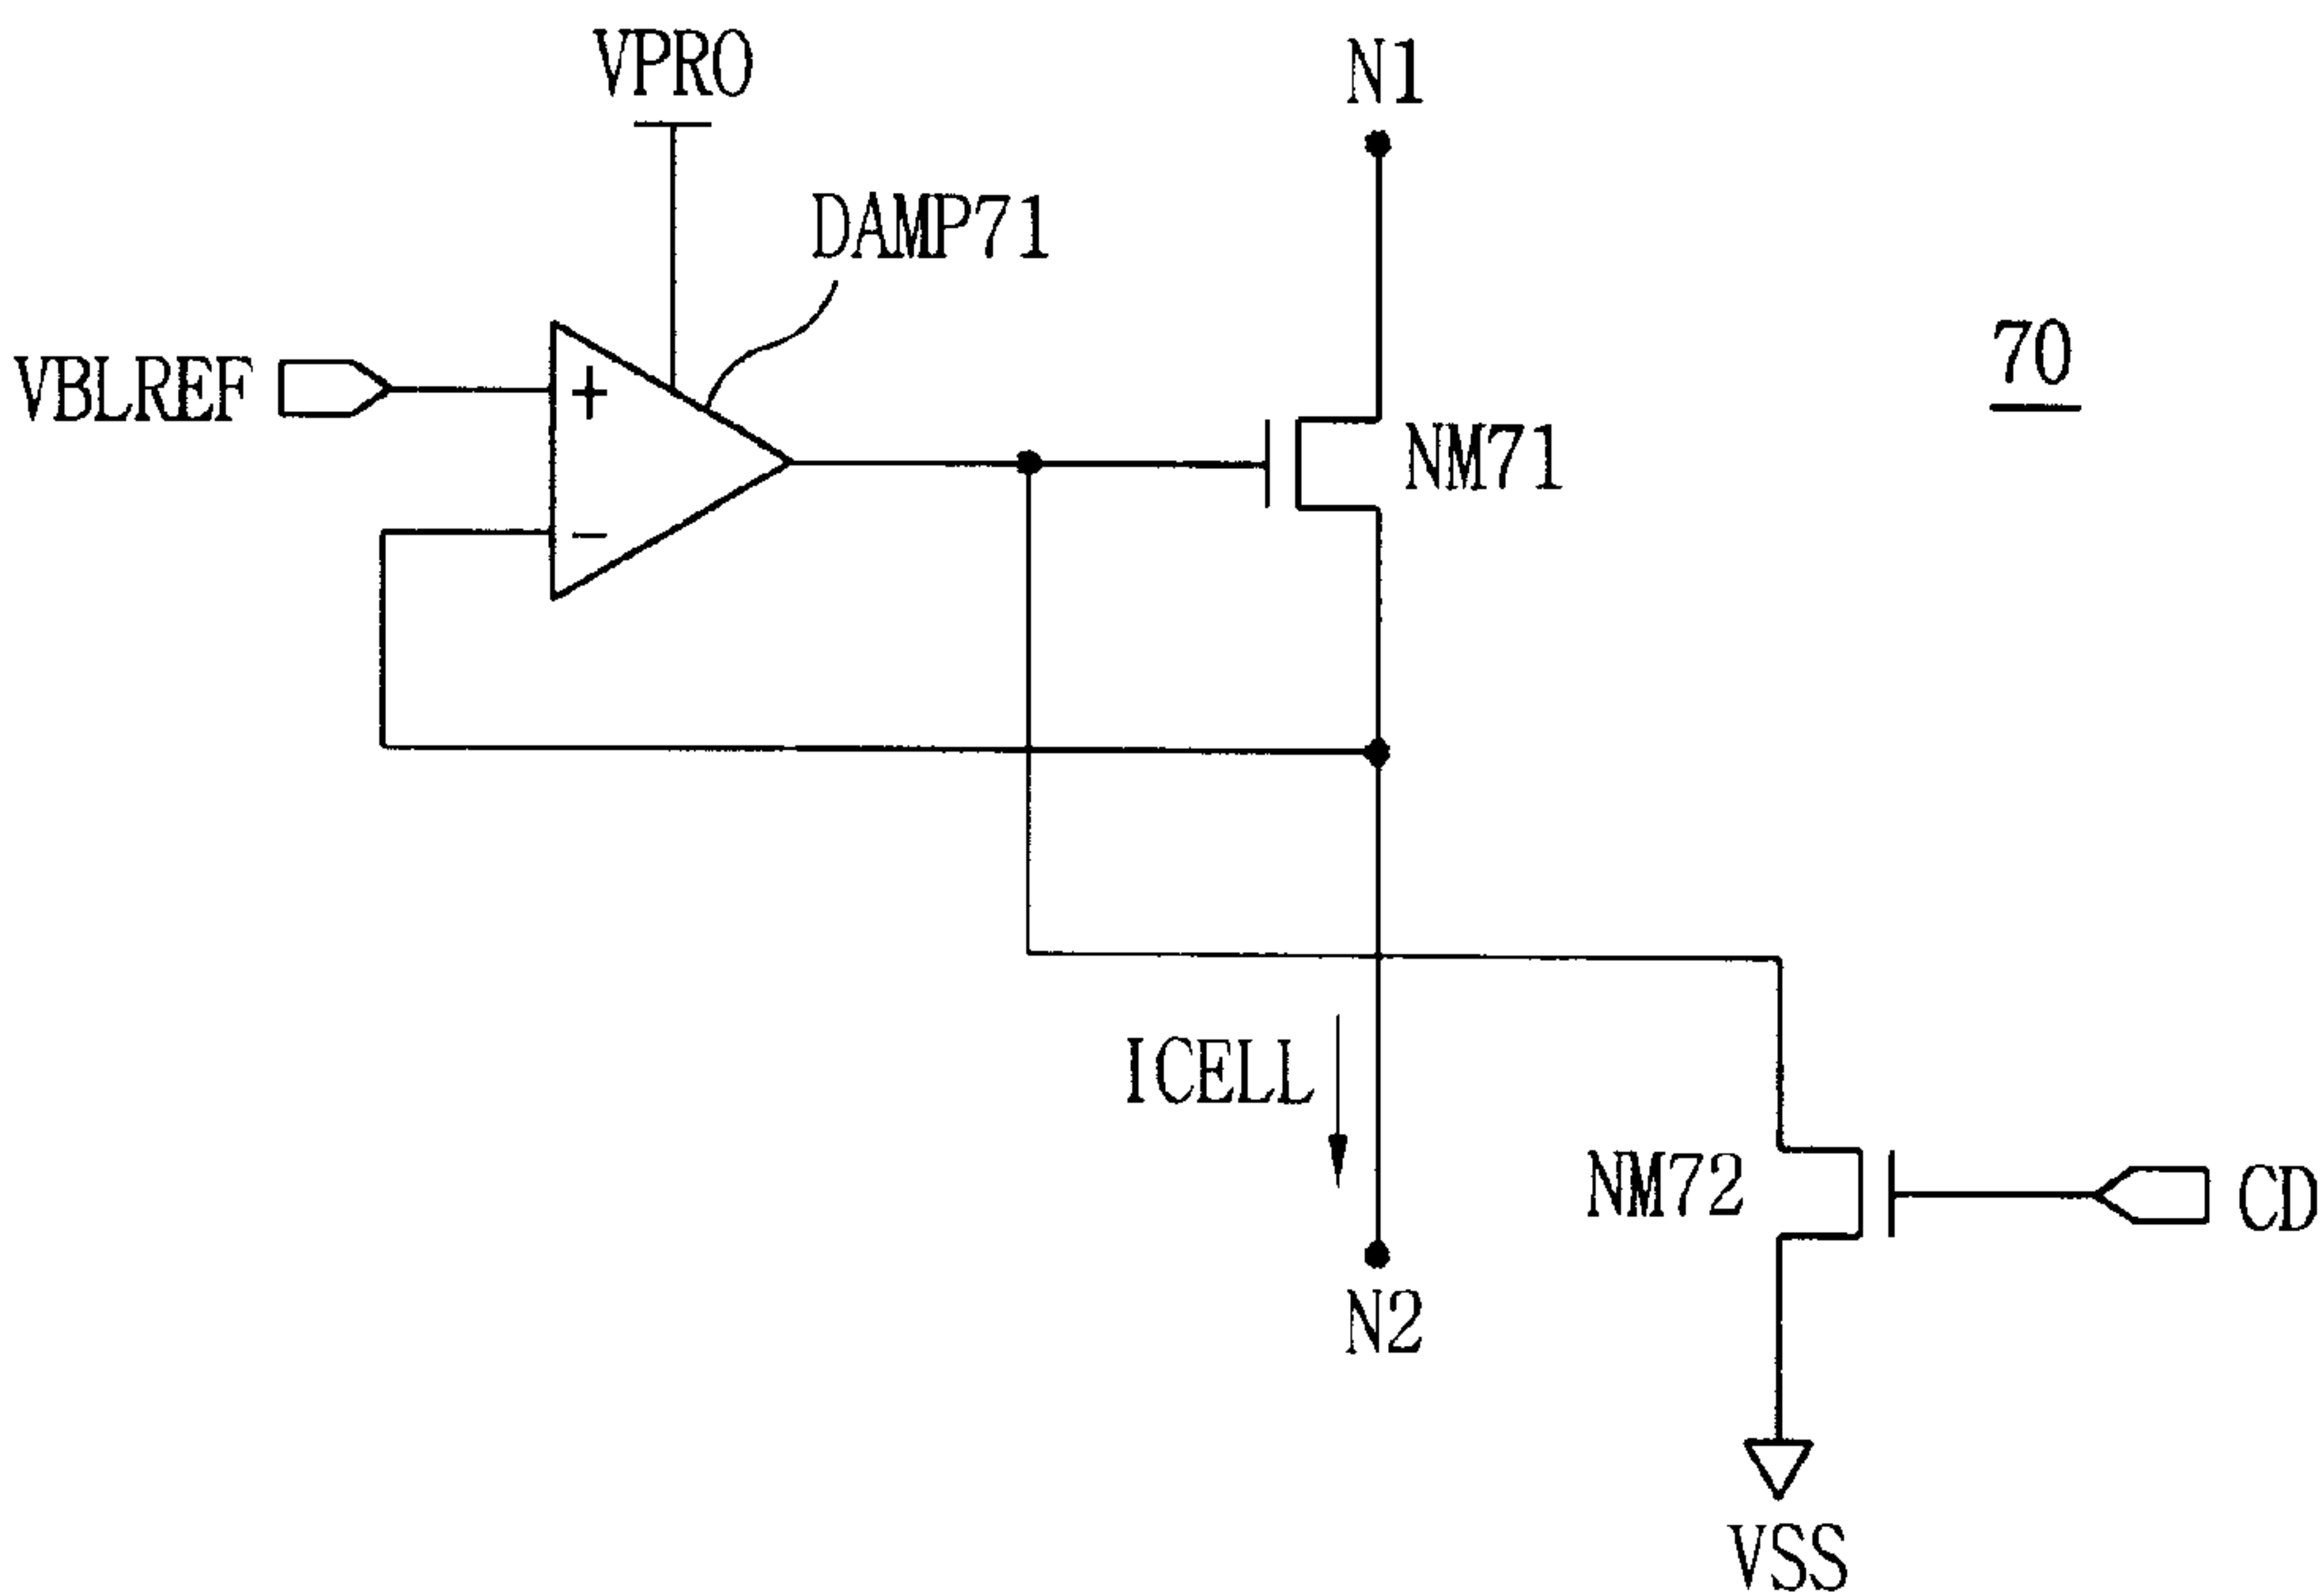 VPRO
N1
DAMP71
VBLREF
+
70
NM71
−
ICELL
NM72
CD
N2
VSS